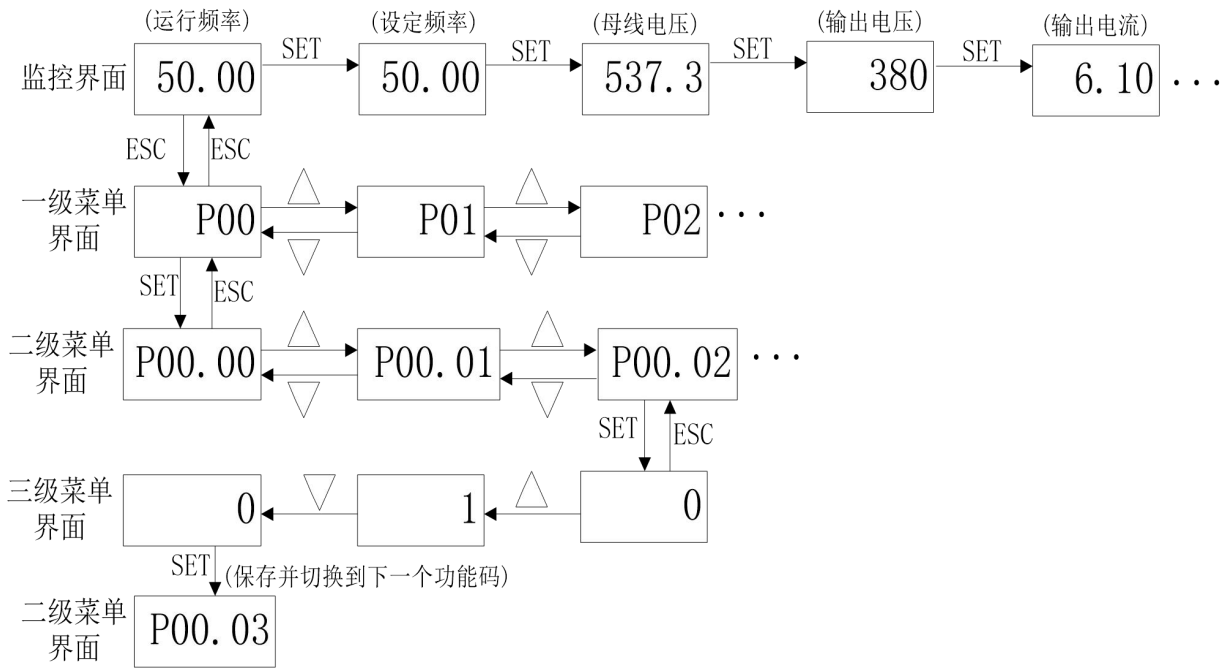 (运行频率) (设定频率) (母线电压) (输出电压) (输出电流)
SET SET SET SET
监控界面 50.00 50.00 537.3 380 6.10 ···
ESC ESC
一级菜单
界面 P00 P01 P02 ···
SET ESC
二级菜单
界面 P00.00 P00.01 P00.02 ···
SET ESC
三级菜单
界面 0 1 0
SET (保存并切换到下一个功能码)
二级菜单
界面 P00.03